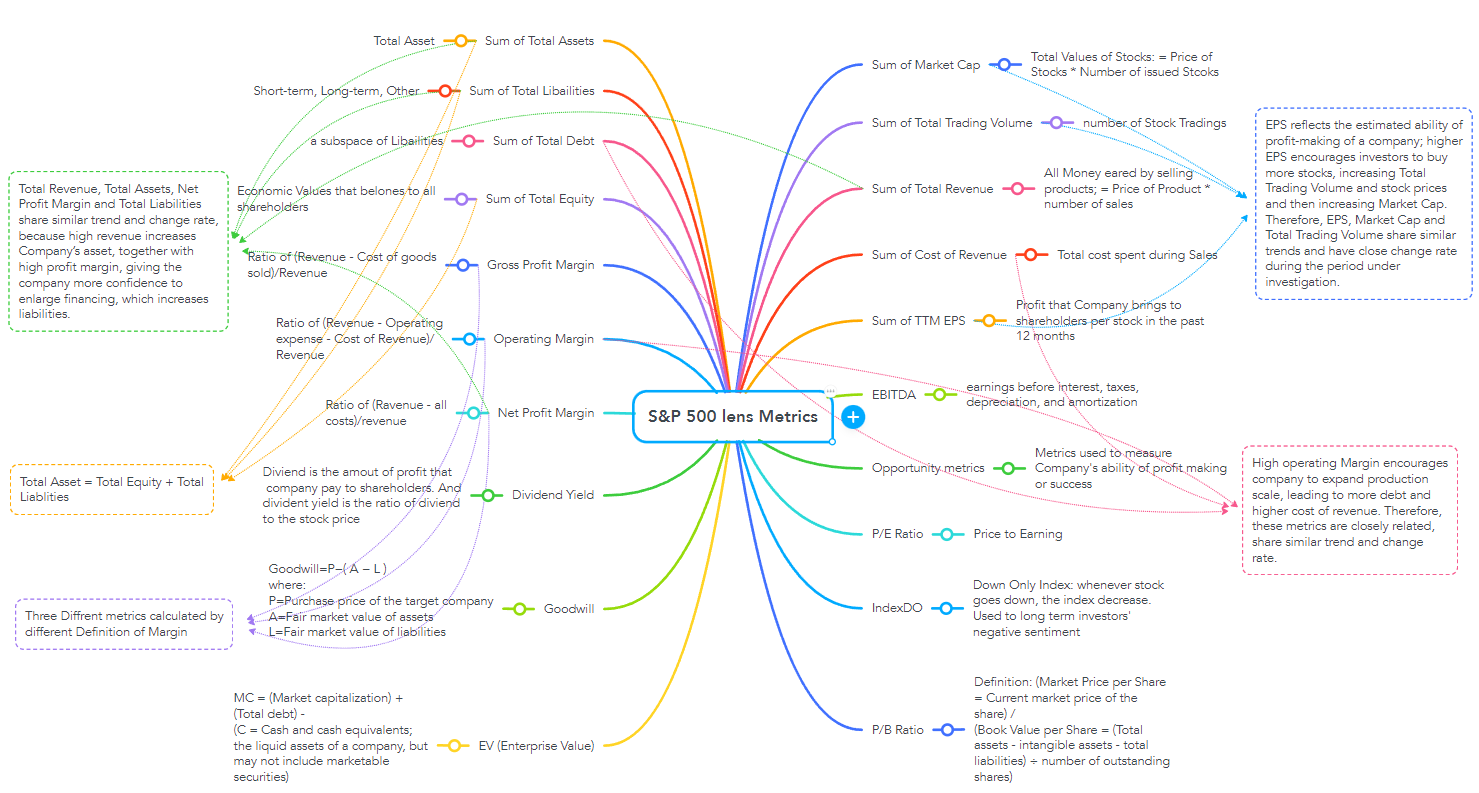 S&P 500 lens Metrics
Sum of Total Assets
Total Asset
Sum of Total Libailities
Short-term, Long-term, Other
Sum of Total Debt
a subspace of Libailities
Sum of Total Equity
Economic Values that belones to all
shareholders
Gross Profit Margin
Ratio of (Revenue - Cost of goods
sold)/Revenue
Operating Margin
Ratio of (Revenue - Operating
expense - Cost of Revenue)/
Revenue
Net Profit Margin
Ratio of (Ravenue - all
costs)/revenue
Dividend Yield
Diviend is the amout of profit that
company pay to shareholders. And
divident yield is the ratio of diviend
to the stock price
Goodwill
Goodwill=P−( A − L )
where:
P=Purchase price of the target company
A=Fair market value of assets
L=Fair market value of liabilities
EV (Enterprise Value)
MC = (Market capitalization) +
(Total debt) -
(C = Cash and cash equivalents;
the liquid assets of a company, but
may not include marketable
securities)
Total Revenue, Total Assets, Net
Profit Margin and Total Liabilities
share similar trend and change rate,
because high revenue increases
Company's asset, together with
high profit margin, giving the
company more confidence to
enlarge financing, which increases
liabilities.
Total Asset = Total Equity + Total
Liablities
Three Diffrent metrics calculated by
different Definition of Margin
Sum of Market Cap
Total Values of Stocks: = Price of
Stocks * Number of issued Stcoks
Sum of Total Trading Volume
number of Stock Tradings
Sum of Total Revenue
All Money eared by selling
products; = Price of Product *
number of sales
Sum of Cost of Revenue
Total cost spent during Sales
Sum of TTM EPS
Profit that Company brings to
shareholders per stock in the past
12 months
EBITDA
earnings before interest, taxes,
depreciation, and amortization
Opportunity metrics
Metrics used to measure
Company's ability of profit making
or success
P/E Ratio
Price to Earning
IndexDO
Down Only Index: whenever stock
goes down, the index decrease.
Used to long term investors'
negative sentiment
P/B Ratio
Definition: (Market Price per Share
= Current market price of the
share) /
(Book Value per Share = (Total
assets - intangible assets - total
liabilities) ÷ number of outstanding
shares)
EPS reflects the estimated ability of
profit-making of a company; higher
EPS encourages investors to buy
more stocks, increasing Total
Trading Volume and stock prices
and then increasing Market Cap.
Therefore, EPS, Market Cap and
Total Trading Volume share similar
trends and have close change rate
during the period under
investigation.
High operating Margin encourages
company to expand production
scale, leading to more debt and
higher cost of revenue. Therefore,
these metrics are closely related,
share similar trend and change
rate.